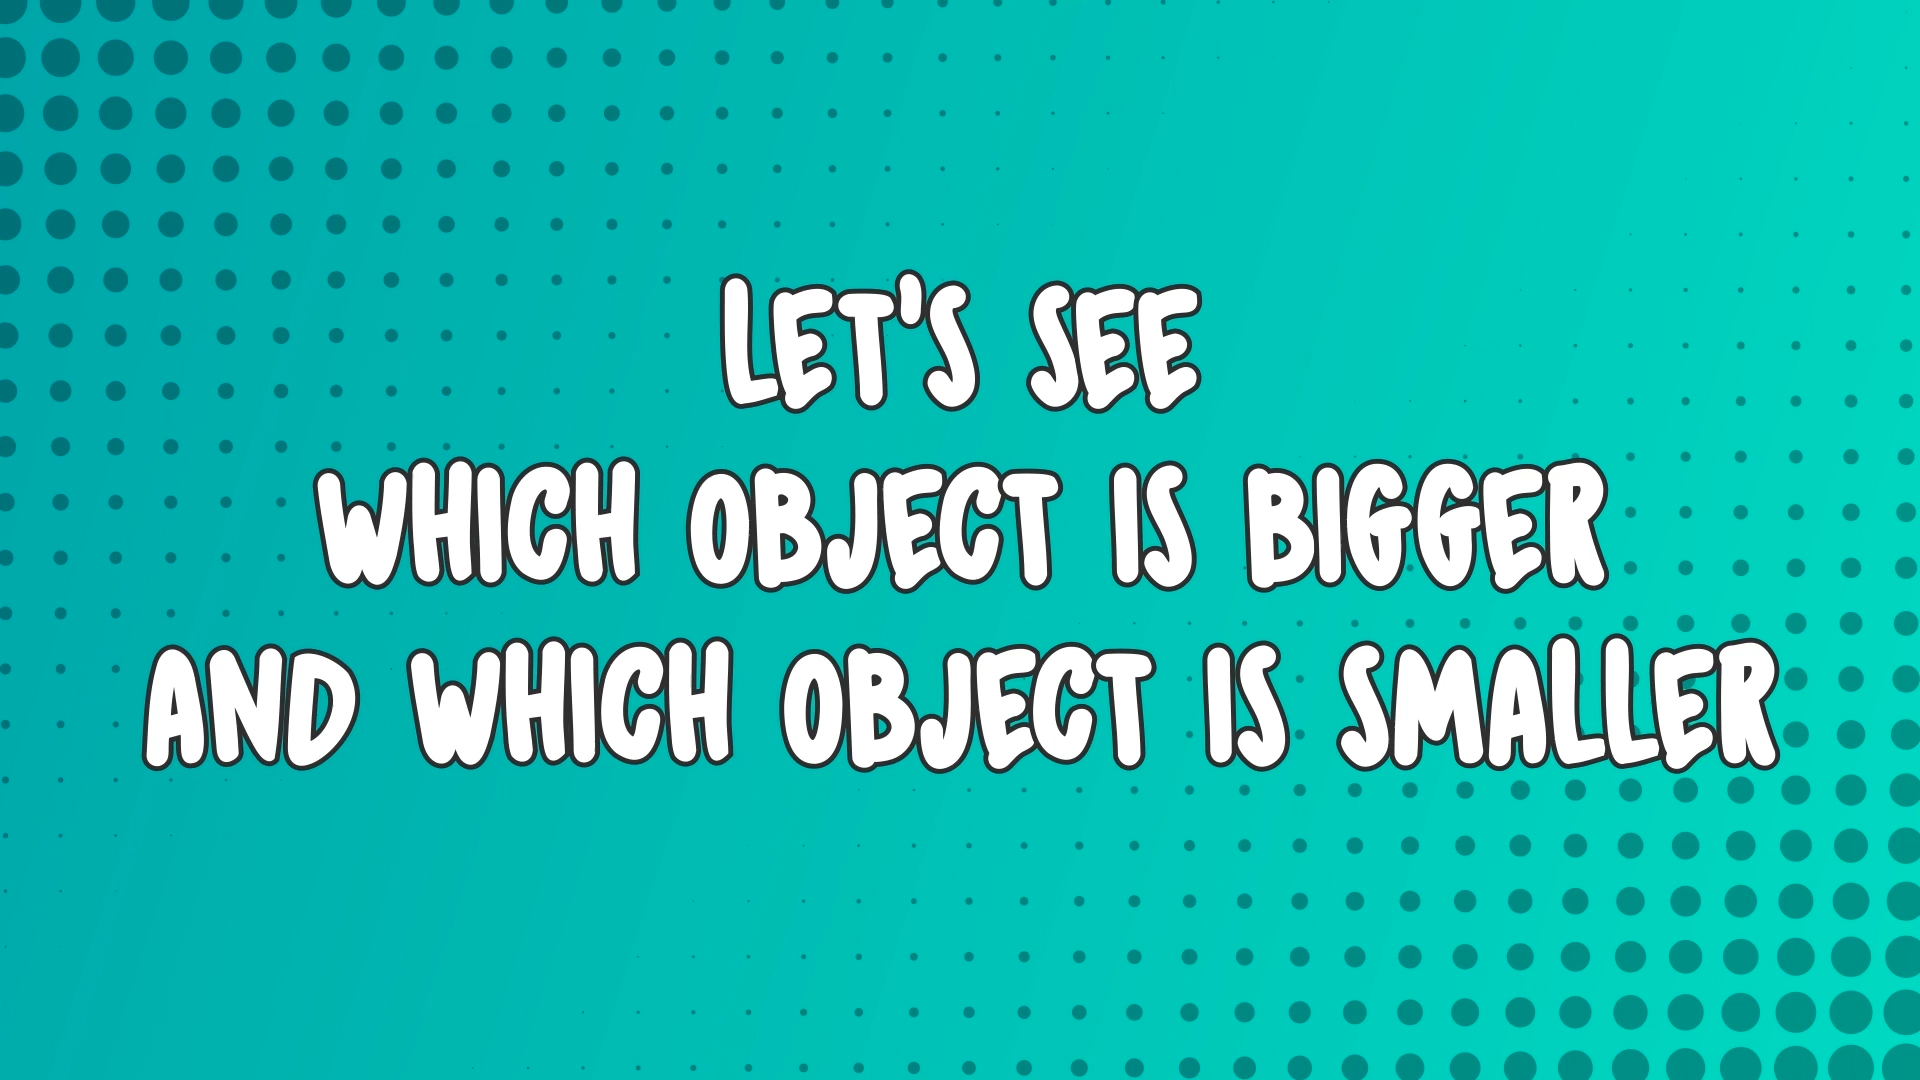 LET'S SEE
WHICH OBJECT IS BIGGER
AND WHICH OBJECT IS SMALLER